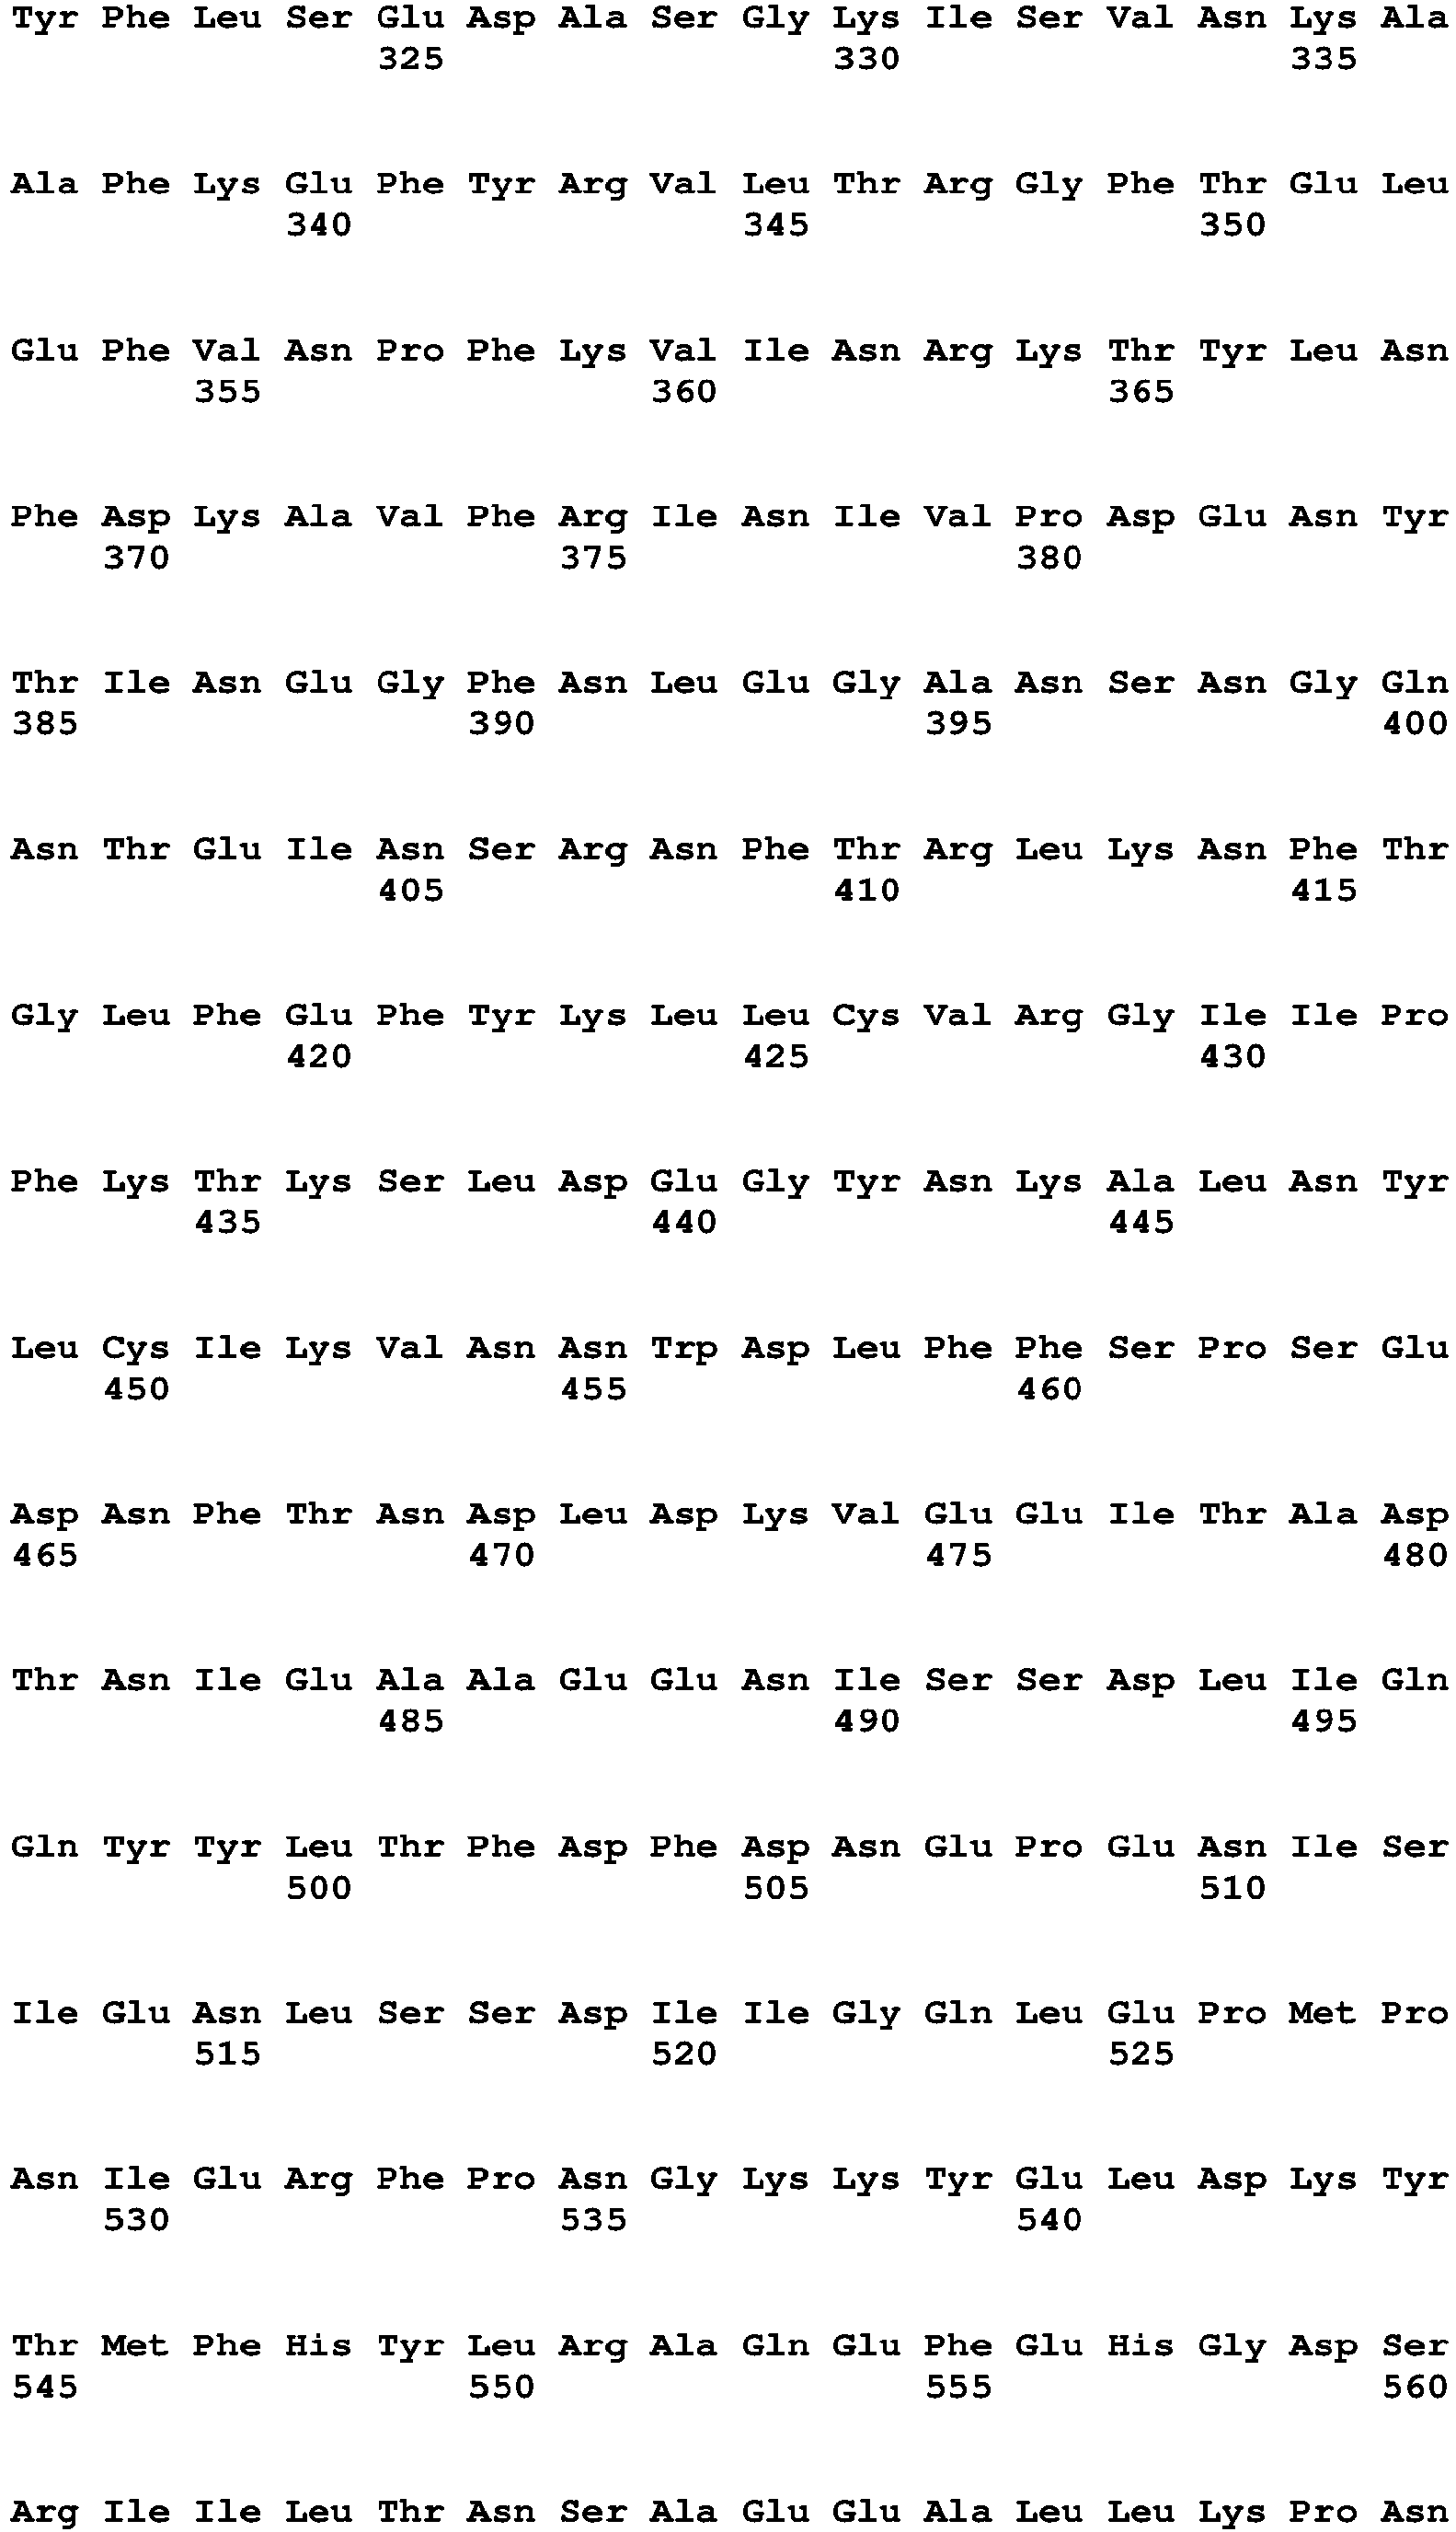 Tyr Phe Leu Ser Glu Asp Ala Ser Gly Lys Ile Ser Val Asn Lys Ala
325 330 335
Ala Phe Lys Glu Phe Tyr Arg Val Leu Thr Arg Gly Phe Thr Glu Leu
340 345 350
Glu Phe Val Asn Pro Phe Lys Val Ile Asn Arg Lys Thr Tyr Leu Asn
355 360 365
Phe Asp Lys Ala Val Phe Arg Ile Asn Ile Val Pro Asp Glu Asn Tyr
370 375 380
Thr Ile Asn Glu Gly Phe Asn Leu Glu Gly Ala Asn Ser Asn Gly Gln
385 390 395 400
Asn Thr Glu Ile Asn Ser Arg Asn Phe Thr Arg Leu Lys Asn Phe Thr
405 410 415
Gly Leu Phe Glu Phe Tyr Lys Leu Leu Cys Val Arg Gly Ile Ile Pro
420 425 430
Phe Lys Thr Lys Ser Leu Asp Glu Gly Tyr Asn Lys Ala Leu Asn Tyr
435 440 445
Leu Cys Ile Lys Val Asn Asn Trp Asp Leu Phe Phe Ser Pro Ser Glu
450 455 460
Asp Asn Phe Thr Asn Asp Leu Asp Lys Val Glu Glu Ile Thr Ala Asp
465 470 475 480
Thr Asn Ile Glu Ala Ala Glu Glu Asn Ile Ser Ser Asp Leu Ile Gln
485 490 495
Gln Tyr Tyr Leu Thr Phe Asp Phe Asp Asn Glu Pro Glu Asn Ile Ser
500 505 510
Ile Glu Asn Leu Ser Ser Asp Ile Ile Gly Gln Leu Glu Pro Met Pro
515 520 525
Asn Ile Glu Arg Phe Pro Asn Gly Lys Lys Tyr Glu Leu Asp Lys Tyr
530 535 540
Thr Met Phe His Tyr Leu Arg Ala Gln Glu Phe Glu His Gly Asp Ser
545 550 555 560
Arg Ile Ile Leu Thr Asn Ser Ala Glu Glu Ala Leu Leu Lys Pro Asn